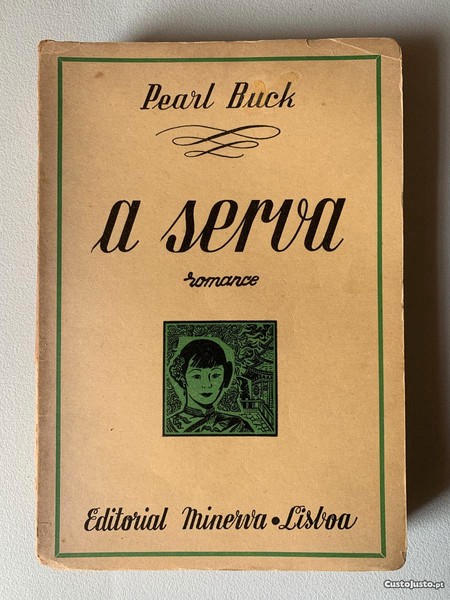 Pearl Buck
a serva
romance
Editorial Minerva • Lisboa
CustoJusto.pt